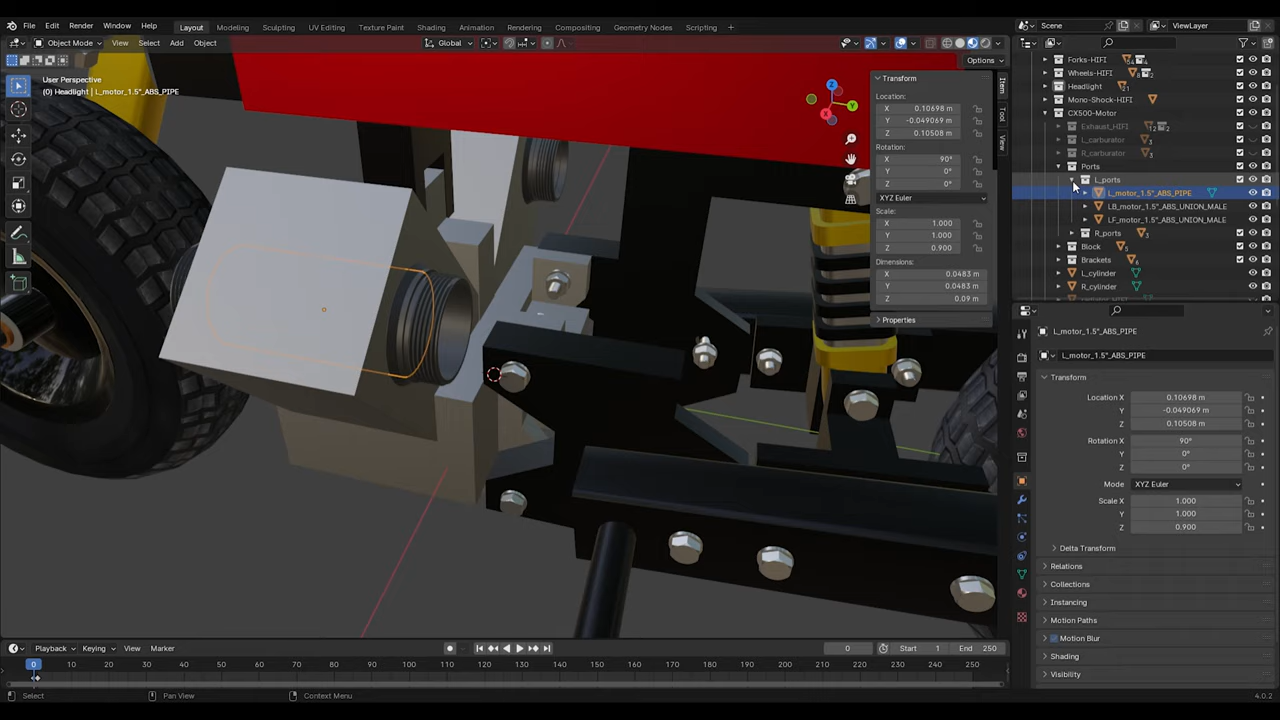 File Edit Render Window Help Layout Modeling Sculpting UV Editing Texture Paint Shading Animation Rendering Compositing Geometry Nodes Scripting + Scene ViewLayer
Object Mode View Select Add Object Global Options
User Perspective
(0) Headlight | L_motor_1.5"_ABS_PIPE
Z
Y
X
Transform
Location:
X 0.10698 m
Y -0.049069 m
Z 0.10508 m
Rotation:
X 90°
Y 0°
Z 0°
XYZ Euler
Scale:
X 1.000
Y 1.000
Z 0.900
Dimensions:
X 0.0483 m
Y 0.0483 m
Z 0.09 m
Properties
Item
Tool
View
Forks-HIFI
Wheels-HIFI
Headlight
Mono-Shock-HIFI
CX500-Motor
Exhaust_HIFI
L_carburator
R_carburator
Ports
L_ports
L_motor_1.5"_ABS_PIPE
LB_motor_1.5"_ABS_UNION_MALE
LF_motor_1.5"_ABS_UNION_MALE
R_ports
Block
Brackets
L_cylinder
R_cylinder
L_motor_1.5"_ABS_PIPE
L_motor_1.5"_ABS_PIPE
Transform
Location X 0.10698 m
Y -0.049069 m
Z 0.10508 m
Rotation X 90°
Y 0°
Z 0°
Mode XYZ Euler
Scale X 1.000
Y 1.000
Z 0.900
Delta Transform
Relations
Collections
Instancing
Motion Paths
Motion Blur
Shading
Visibility
Playback Keying View Marker 0 Start 1 End 250
0 10 20 30 40 50 60 70 80 90 100 110 120 130 140 150 160 170 180 190 200 210 220 230 240 250
Select Pan View Context Menu 4.0.2